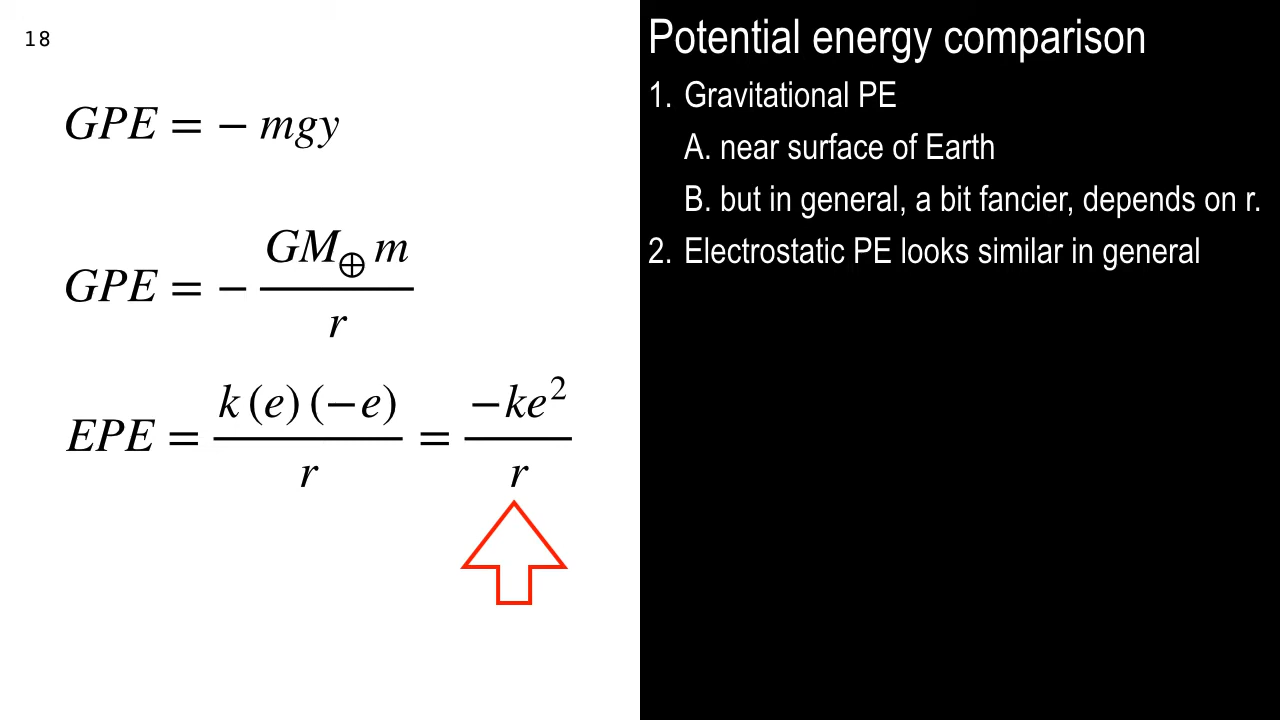 18
GPE = − mgy
GPE = − GM⊕ m / r
EPE = k (e) (−e) / r = −ke² / r
Potential energy comparison
1. Gravitational PE
A. near surface of Earth
B. but in general, a bit fancier, depends on r.
2. Electrostatic PE looks similar in general